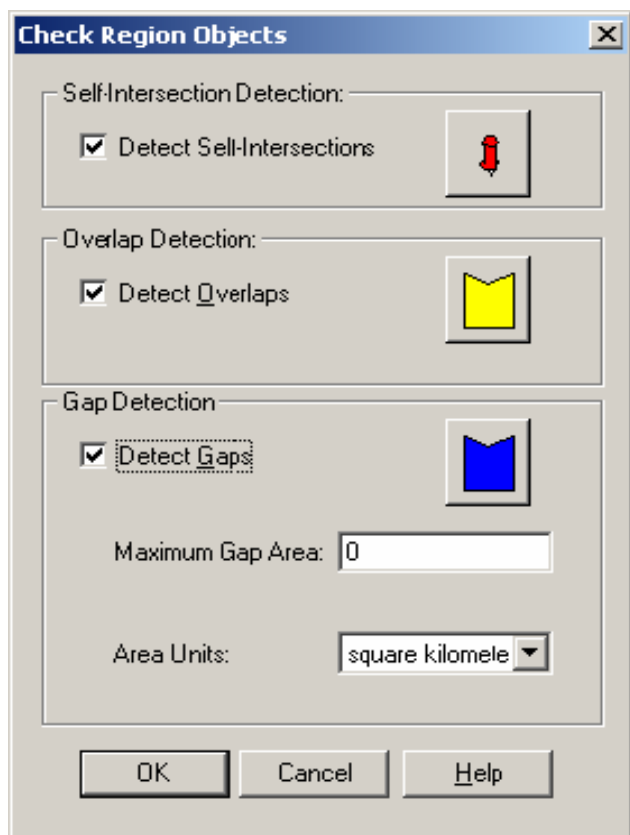 Check Region Objects
Self-Intersection Detection:
Detect Self-Intersections
Overlap Detection:
Detect Overlaps
Gap Detection
Detect Gaps
Maximum Gap Area: 0
Area Units: square kilomete
OK Cancel Help